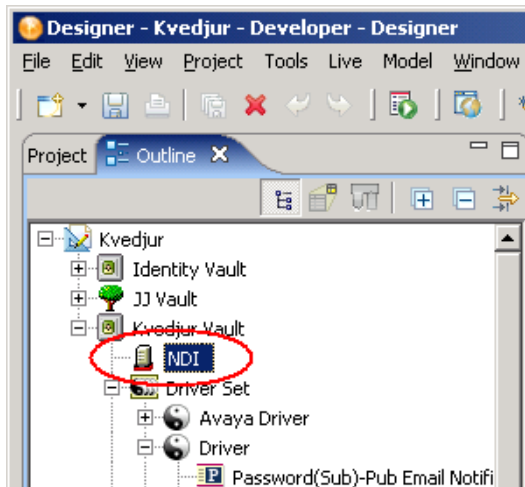 Designer - Kvedjur - Developer - Designer
File Edit View Project Tools Live Model Window
Project Outline
Kvedjur
Identity Vault
JJ Vault
Kvedjur Vault
NDI
Driver Set
Avaya Driver
Driver
Password(Sub)-Pub Email Notifi